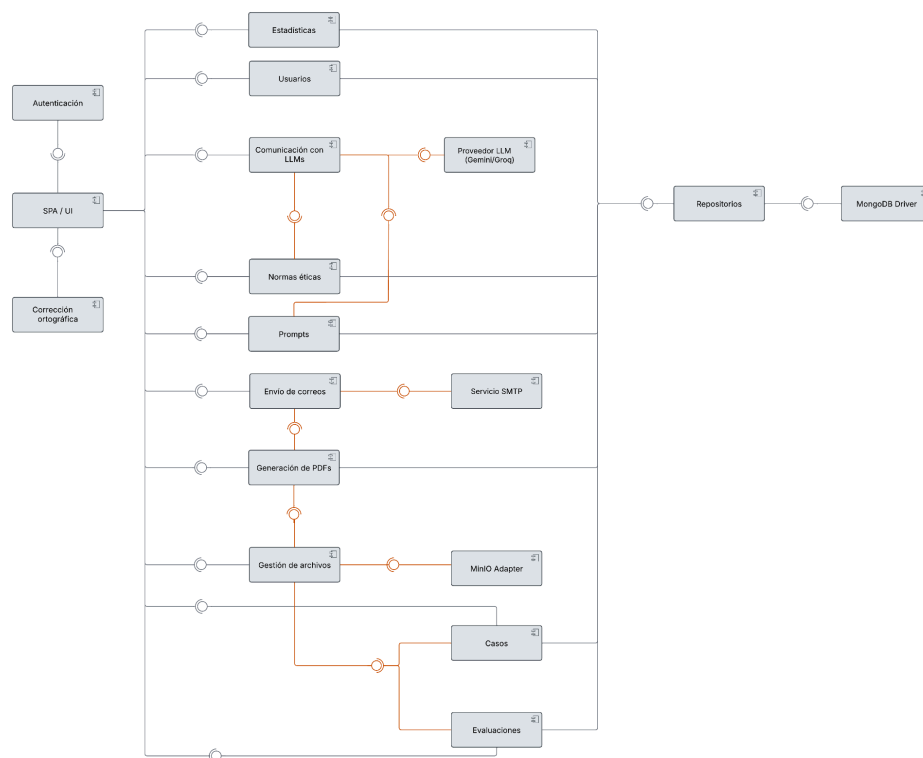 Estadísticas
Usuarios
Autenticación
Comunicación con
LLMs
Proveedor LLM
(Gemini/Groq)
SPA / UI
Repositorios
MongoDB Driver
Normas éticas
Corrección
ortográfica
Prompts
Envío de correos
Servicio SMTP
Generación de PDFs
Gestión de archivos
MinIO Adapter
Casos
Evaluaciones